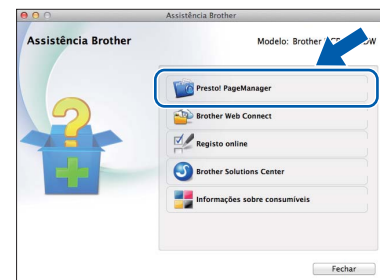 Assistência Brother
Assistência Brother
Modelo: Brother
Presto! PageManager
Brother Web Connect
Registo online
Brother Solutions Center
Informações sobre consumíveis
Fechar